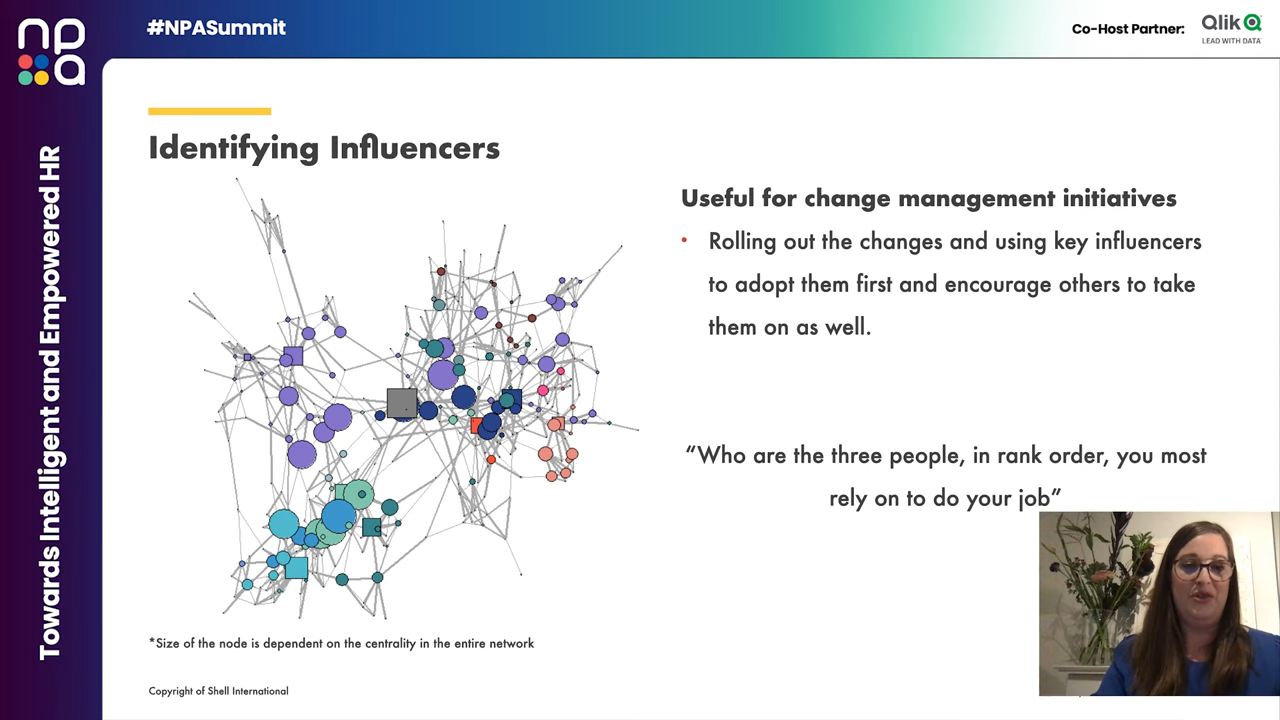 npa
#NPASummit
Co-Host Partner:
Qlik
LEAD WITH DATA
Towards Intelligent and Empowered HR
Identifying Influencers
Useful for change management initiatives
• Rolling out the changes and using key influencers
to adopt them first and encourage others to take
them on as well.
“Who are the three people, in rank order, you most
rely on to do your job”
*Size of the node is dependent on the centrality in the entire network
Copyright of Shell International